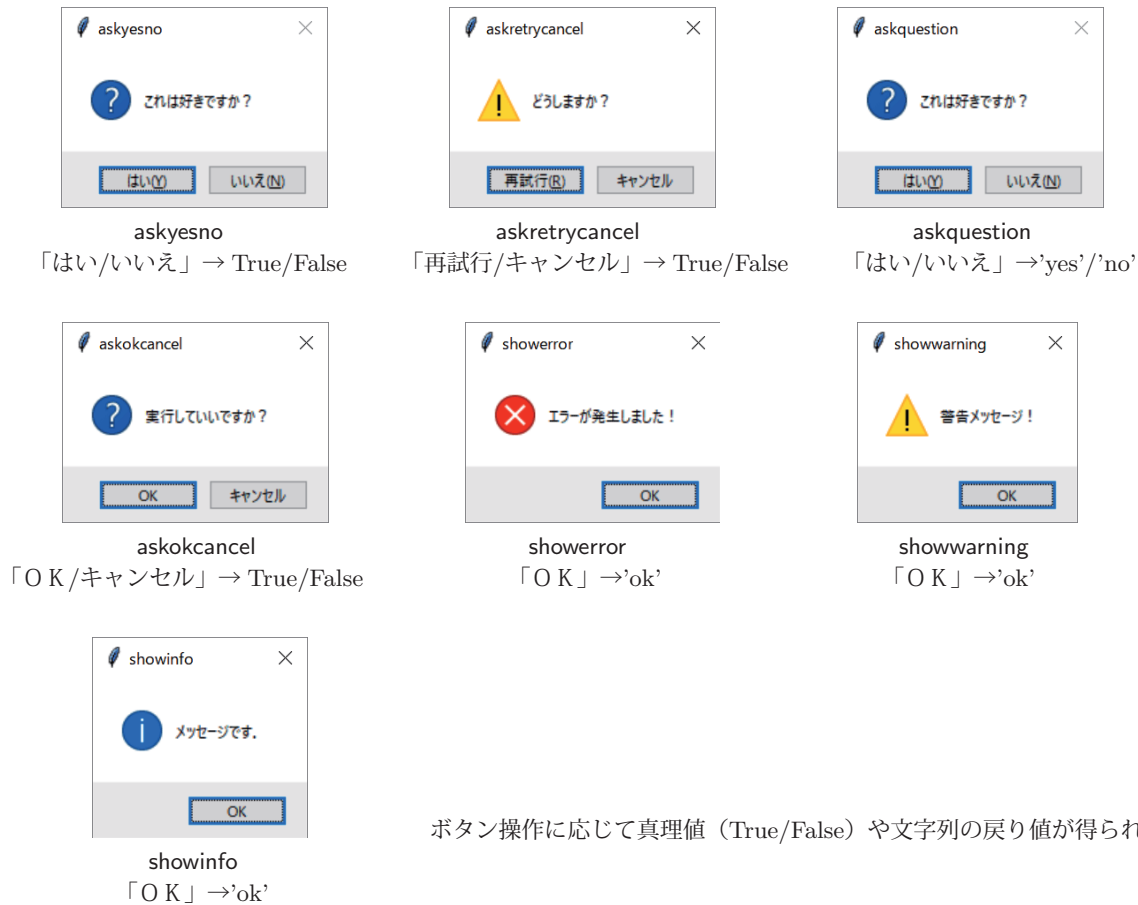 askyesno
これは好きですか？
はい(Y) いいえ(N)
askyesno
「はい/いいえ」→ True/False
askretrycancel
どうしますか？
再試行(R) キャンセル
askretrycancel
「再試行/キャンセル」→ True/False
askquestion
これは好きですか？
はい(Y) いいえ(N)
askquestion
「はい/いいえ」→’yes’/’no’
askokcancel
実行していいですか？
OK キャンセル
askokcancel
「ＯＫ/キャンセル」→ True/False
showerror
エラーが発生しました！
OK
showerror
「ＯＫ」→’ok’
showwarning
警告メッセージ！
OK
showwarning
「ＯＫ」→’ok’
showinfo
メッセージです．
OK
showinfo
「ＯＫ」→’ok’
ボタン操作に応じて真理値（True/False）や文字列の戻り値が得られ